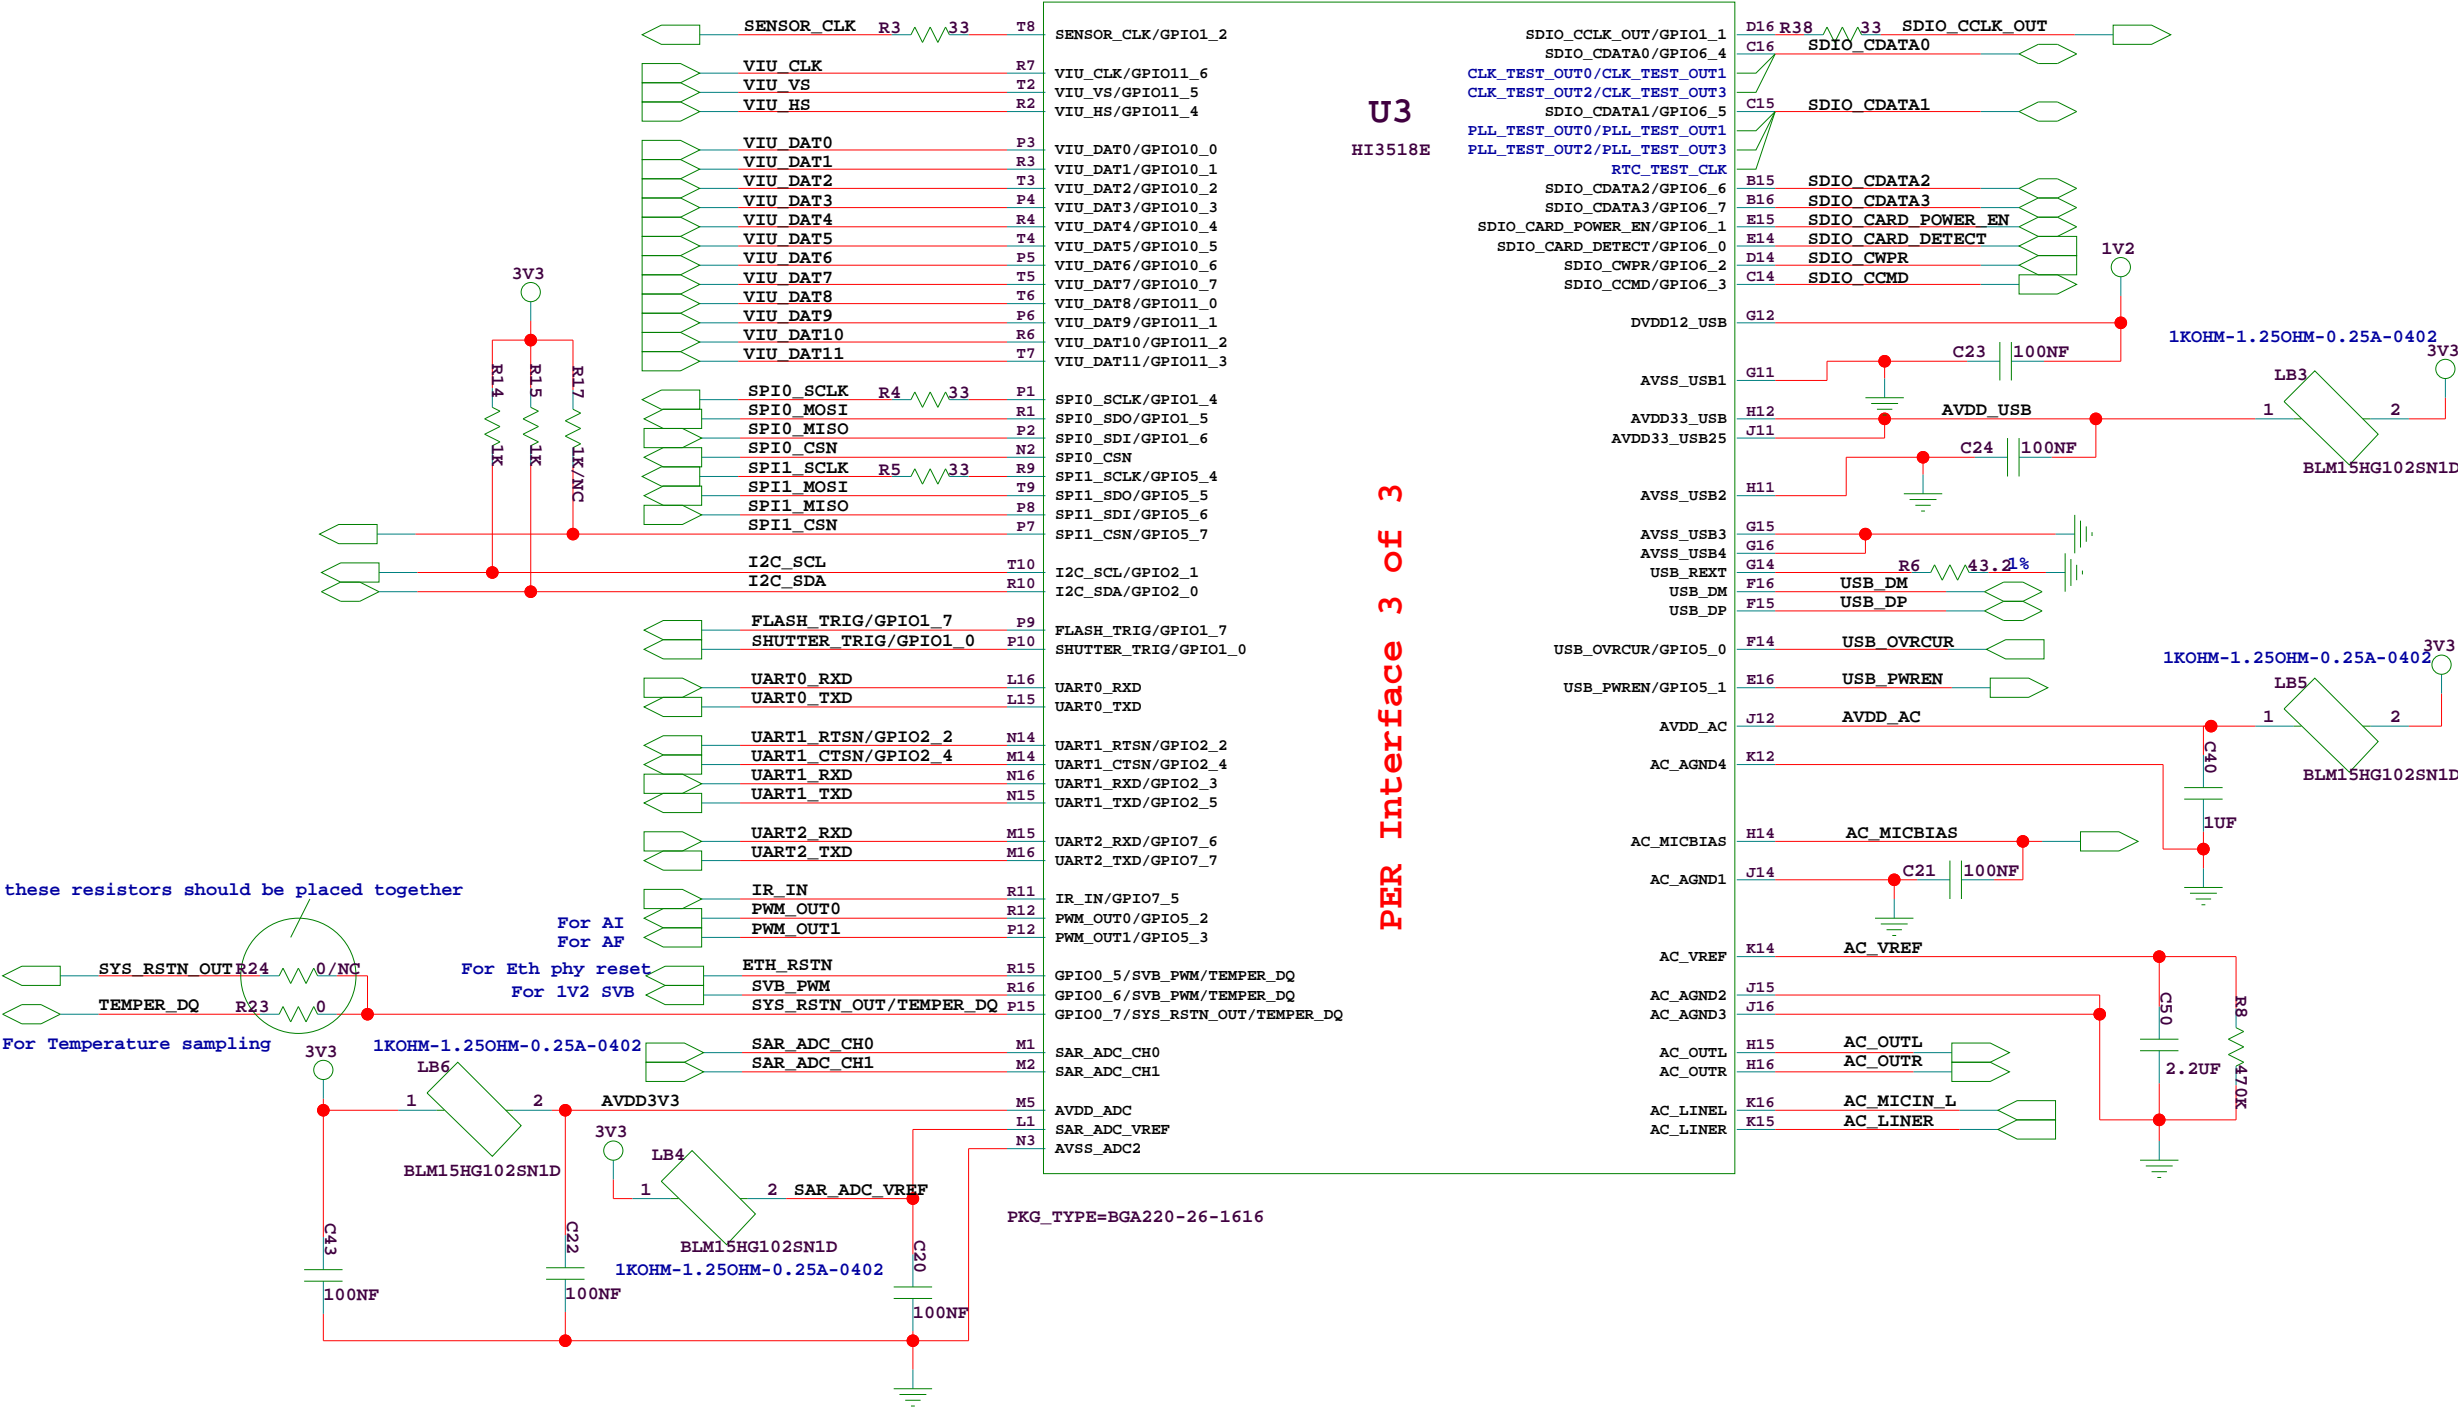 SENSOR_CLK R3 33 T8 SENSOR_CLK/GPIO1_2
VIU_CLK R7 VIU_CLK/GPIO11_6
VIU_VS T2 VIU_VS/GPIO11_5
VIU_HS R2 VIU_HS/GPIO11_4
VIU_DAT0 P3 VIU_DAT0/GPIO10_0
VIU_DAT1 R3 VIU_DAT1/GPIO10_1
VIU_DAT2 T3 VIU_DAT2/GPIO10_2
VIU_DAT3 P4 VIU_DAT3/GPIO10_3
VIU_DAT4 R4 VIU_DAT4/GPIO10_4
VIU_DAT5 T4 VIU_DAT5/GPIO10_5
VIU_DAT6 P5 VIU_DAT6/GPIO10_6
VIU_DAT7 T5 VIU_DAT7/GPIO10_7
VIU_DAT8 T6 VIU_DAT8/GPIO11_0
VIU_DAT9 P6 VIU_DAT9/GPIO11_1
VIU_DAT10 R6 VIU_DAT10/GPIO11_2
VIU_DAT11 T7 VIU_DAT11/GPIO11_3
3V3
R14 1K
R15 1K
R17 1K/NC
SPI0_SCLK R4 33 P1 SPI0_SCLK/GPIO1_4
SPI0_MOSI R1 SPI0_SDO/GPIO1_5
SPI0_MISO P2 SPI0_SDI/GPIO1_6
SPI0_CSN N2 SPI0_CSN
SPI1_SCLK R5 33 R9 SPI1_SCLK/GPIO5_4
SPI1_MOSI T9 SPI1_SDO/GPIO5_5
SPI1_MISO P8 SPI1_SDI/GPIO5_6
SPI1_CSN P7 SPI1_CSN/GPIO5_7
I2C_SCL T10 I2C_SCL/GPIO2_1
I2C_SDA R10 I2C_SDA/GPIO2_0
FLASH_TRIG/GPIO1_7 P9 FLASH_TRIG/GPIO1_7
SHUTTER_TRIG/GPIO1_0 P10 SHUTTER_TRIG/GPIO1_0
UART0_RXD L16 UART0_RXD
UART0_TXD L15 UART0_TXD
UART1_RTSN/GPIO2_2 N14 UART1_RTSN/GPIO2_2
UART1_CTSN/GPIO2_4 M14 UART1_CTSN/GPIO2_4
UART1_RXD N16 UART1_RXD/GPIO2_3
UART1_TXD N15 UART1_TXD/GPIO2_5
UART2_RXD M15 UART2_RXD/GPIO7_6
UART2_TXD M16 UART2_TXD/GPIO7_7
these resistors should be placed together
IR_IN R11 IR_IN/GPIO7_5
For AI PWM_OUT0 R12 PWM_OUT0/GPIO5_2
For AF PWM_OUT1 P12 PWM_OUT1/GPIO5_3
SYS_RSTN_OUT R24 0/NC
For Eth phy reset ETH_RSTN R15 GPIO0_5/SVB_PWM/TEMPER_DQ
For 1V2 SVB SVB_PWM R16 GPIO0_6/SVB_PWM/TEMPER_DQ
TEMPER_DQ R23 0 SYS_RSTN_OUT/TEMPER_DQ P15 GPIO0_7/SYS_RSTN_OUT/TEMPER_DQ
For Temperature sampling
SAR_ADC_CH0 M1 SAR_ADC_CH0
SAR_ADC_CH1 M2 SAR_ADC_CH1
3V3 1KOHM-1.25OHM-0.25A-0402
LB6
1 2 AVDD3V3 M5 AVDD_ADC
L1 SAR_ADC_VREF
N3 AVSS_ADC2
BLM15HG102SN1D
3V3 LB4
1 2 SAR_ADC_VREF
BLM15HG102SN1D
1KOHM-1.25OHM-0.25A-0402
C43 100NF
C22 100NF
C20 100NF
PKG_TYPE=BGA220-26-1616
U3
HI3518E
PER Interface 3 of 3
SDIO_CCLK_OUT/GPIO1_1 D16 R38 33 SDIO_CCLK_OUT
SDIO_CDATA0/GPIO6_4 C16 SDIO_CDATA0
CLK_TEST_OUT0/CLK_TEST_OUT1
CLK_TEST_OUT2/CLK_TEST_OUT3
SDIO_CDATA1/GPIO6_5 C15 SDIO_CDATA1
PLL_TEST_OUT0/PLL_TEST_OUT1
PLL_TEST_OUT2/PLL_TEST_OUT3
RTC_TEST_CLK
SDIO_CDATA2/GPIO6_6 B15 SDIO_CDATA2
SDIO_CDATA3/GPIO6_7 B16 SDIO_CDATA3
SDIO_CARD_POWER_EN/GPIO6_1 E15 SDIO_CARD_POWER_EN
SDIO_CARD_DETECT/GPIO6_0 E14 SDIO_CARD_DETECT
SDIO_CWPR/GPIO6_2 D14 SDIO_CWPR
SDIO_CCMD/GPIO6_3 C14 SDIO_CCMD
1V2
DVDD12_USB G12
C23 100NF
AVSS_USB1 G11
1KOHM-1.25OHM-0.25A-0402
3V3
LB3
AVDD33_USB H12 AVDD_USB 1 2
AVDD33_USB25 J11
C24 100NF
BLM15HG102SN1D
AVSS_USB2 H11
AVSS_USB3 G15
AVSS_USB4 G16
USB_REXT G14 R6 43.2 1%
USB_DM F16 USB_DM
USB_DP F15 USB_DP
USB_OVRCUR/GPIO5_0 F14 USB_OVRCUR
USB_PWREN/GPIO5_1 E16 USB_PWREN
1KOHM-1.25OHM-0.25A-0402
3V3
LB5
AVDD_AC J12 AVDD_AC 1 2
AC_AGND4 K12
C40 1UF
BLM15HG102SN1D
AC_MICBIAS H14 AC_MICBIAS
AC_AGND1 J14 C21 100NF
AC_VREF K14 AC_VREF
AC_AGND2 J15
AC_AGND3 J16
C50 2.2UF
R8 470K
AC_OUTL H15 AC_OUTL
AC_OUTR H16 AC_OUTR
AC_LINEL K16 AC_MICIN_L
AC_LINER K15 AC_LINER